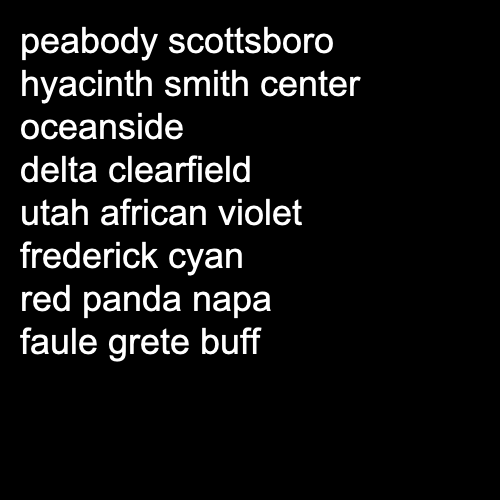 peabody scottsboro
hyacinth smith center
oceanside
delta clearfield
utah african violet
frederick cyan
red panda napa
faule grete buff